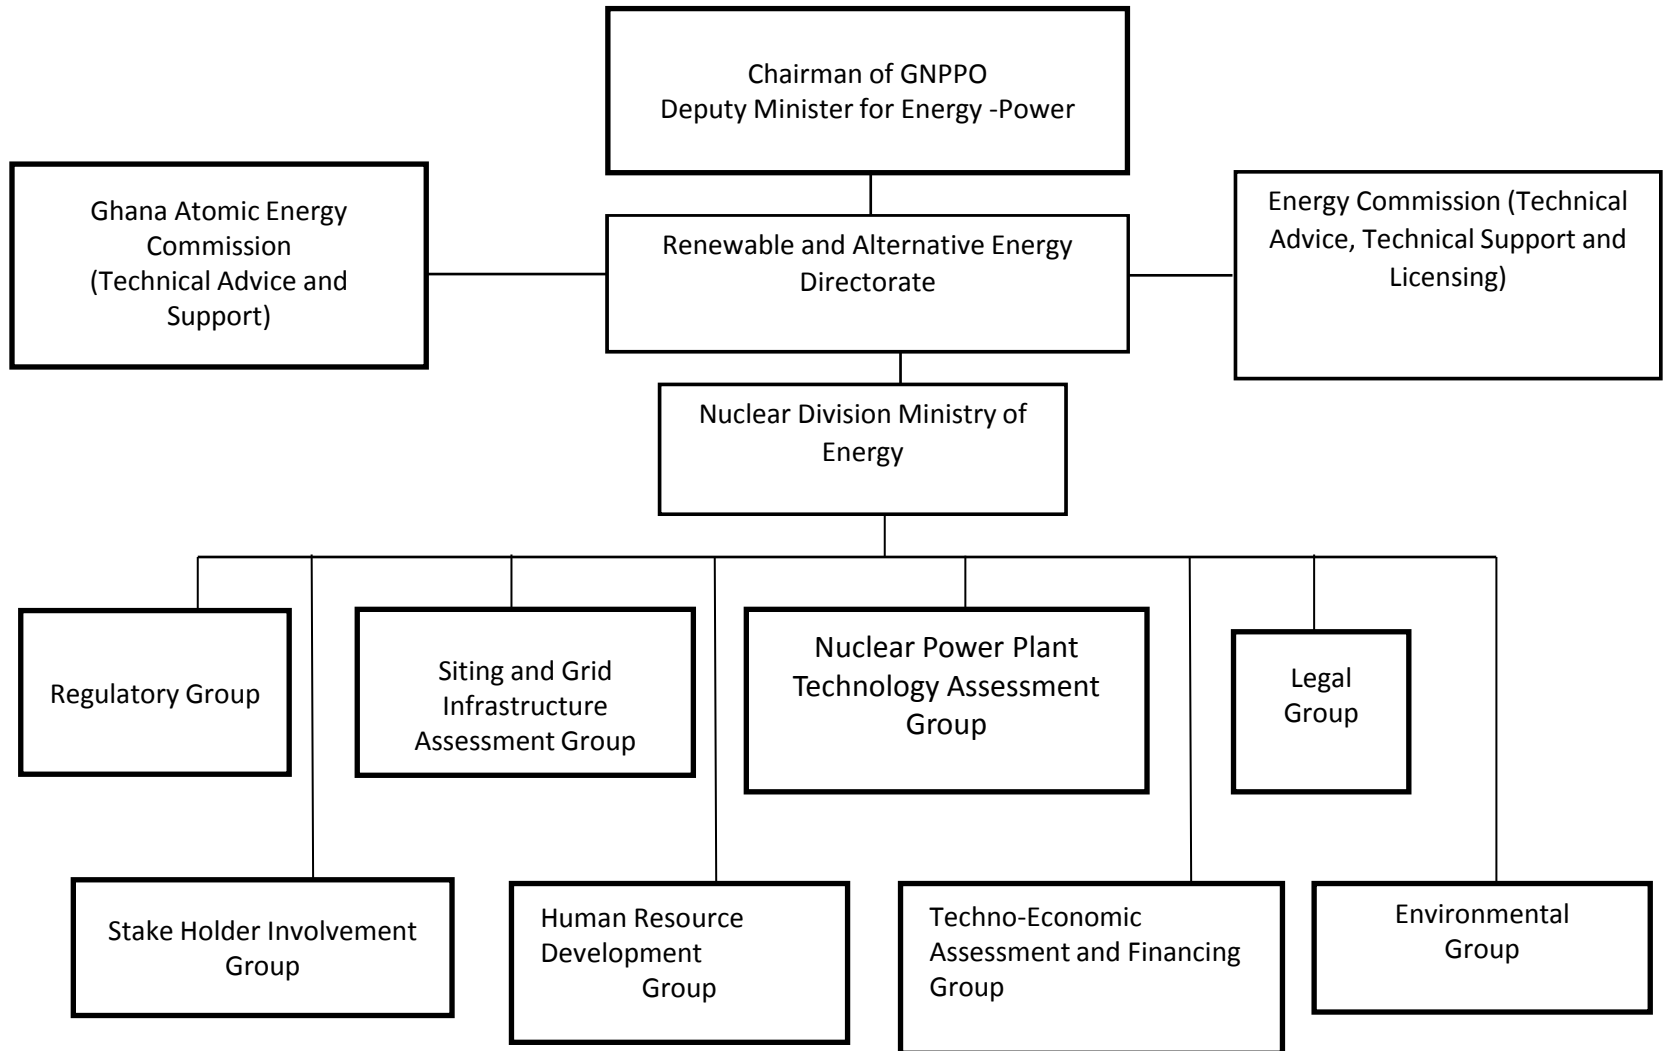 Chairman of GNPPO
Deputy Minister for Energy -Power
Ghana Atomic Energy
Commission
(Technical Advice and
Support)
Renewable and Alternative Energy
Directorate
Energy Commission (Technical
Advice, Technical Support and
Licensing)
Nuclear Division Ministry of
Energy
Regulatory Group
Siting and Grid
Infrastructure
Assessment Group
Nuclear Power Plant
Technology Assessment
Group
Legal
Group
Stake Holder Involvement
Group
Human Resource
Development
Group
Techno-Economic
Assessment and Financing
Group
Environmental
Group